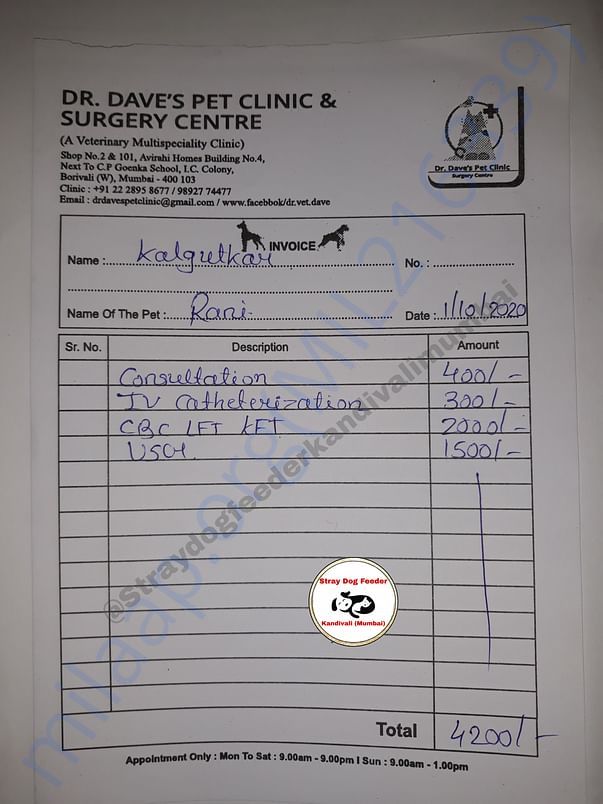 DR. DAVE'S PET CLINIC &
SURGERY CENTRE
(A Veterinary Multispeciality Clinic)
Shop No.2 & 101, Avirahi Homes Building No.4,
Next To C.P Goenka School, I.C. Colony,
Borivali (W), Mumbai - 400 103
Clinic : +91 22 2895 8677 / 98927 74477
Email : drdavespetclinic@gmail.com / www.facebbok/dr.vet.dave
Dr. Dave's Pet Clinic
Surgery Centre
INVOICE
Name : Kalgutkar No. :
Name Of The Pet : Rani Date : 1/10/2020
Sr. No. Description Amount
Consultation 400/-
IV Catheterization 300/-
CBC LFT KFT 2000/-
USG 1500/-
Total 4200/-
Appointment Only : Mon To Sat : 9.00am - 9.00pm I Sun : 9.00am - 1.00pm
@Straydogfeederkandivalimumbai
Stray Dog Feeder
Kandivali (Mumbai)